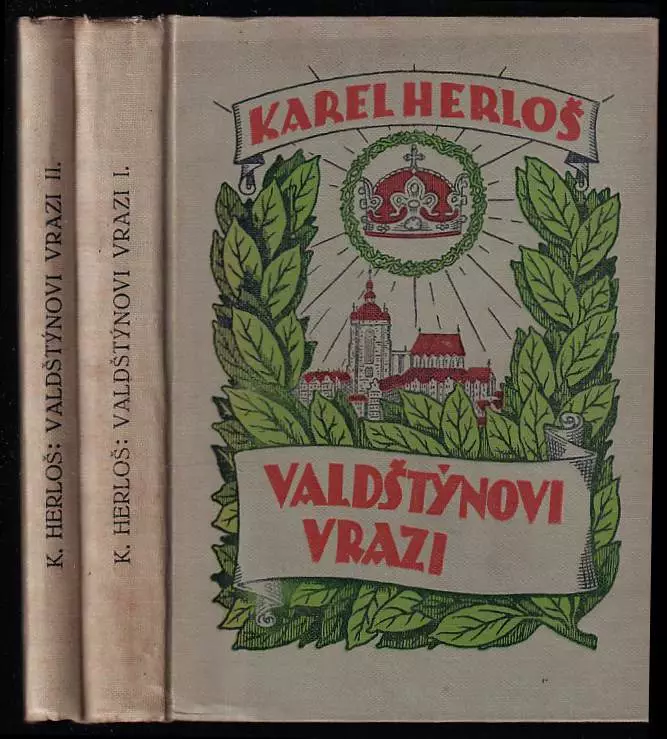 K. HERLOŠ: VALDŠTÝNOVI VRAZI II.
K. HERLOŠ: VALDŠTÝNOVI VRAZI I.
KAREL HERLOŠ
VALDŠTÝNOVI
VRAZI